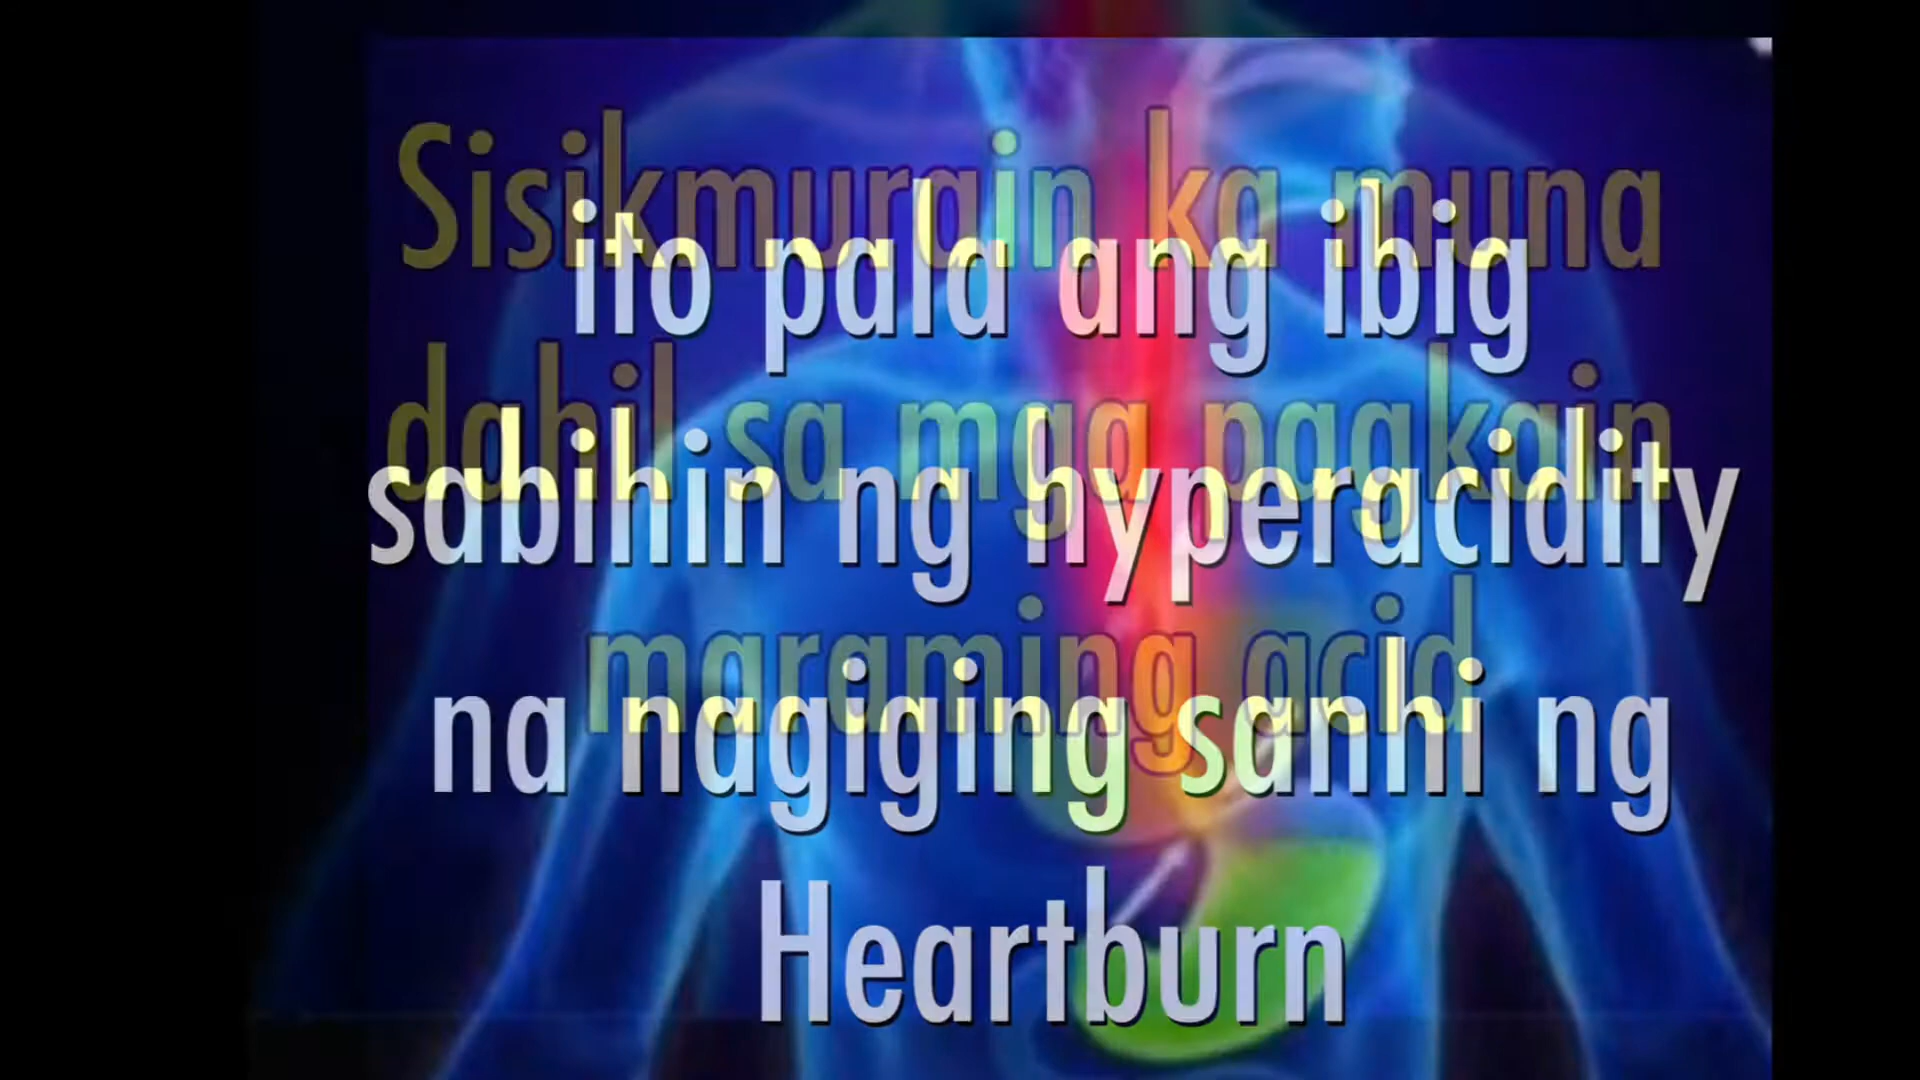 Sisikmurain ka muna
dahil sa mga pagkain
maraming acid
ito pala ang ibig
sabihin ng hyperacidity
na nagiging sanhi ng
Heartburn